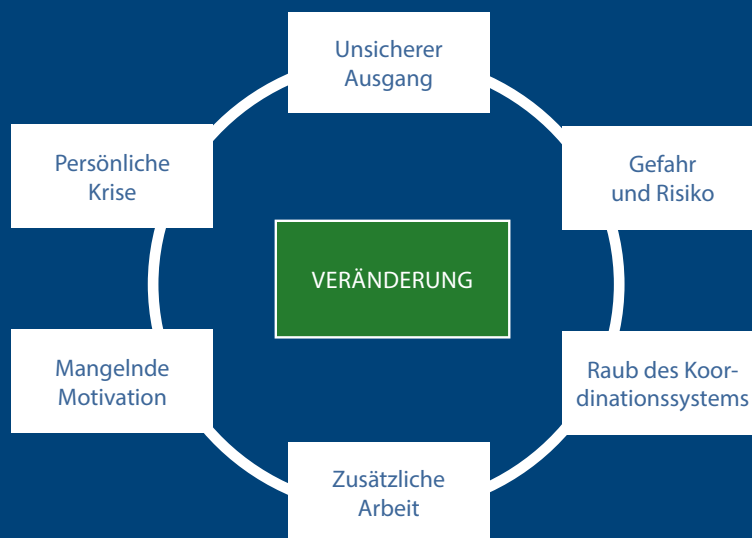 Unsicherer
Ausgang
Persönliche
Krise
Gefahr
und Risiko
VERÄNDERUNG
Mangelnde
Motivation
Raub des Koor-
dinationssystems
Zusätzliche
Arbeit